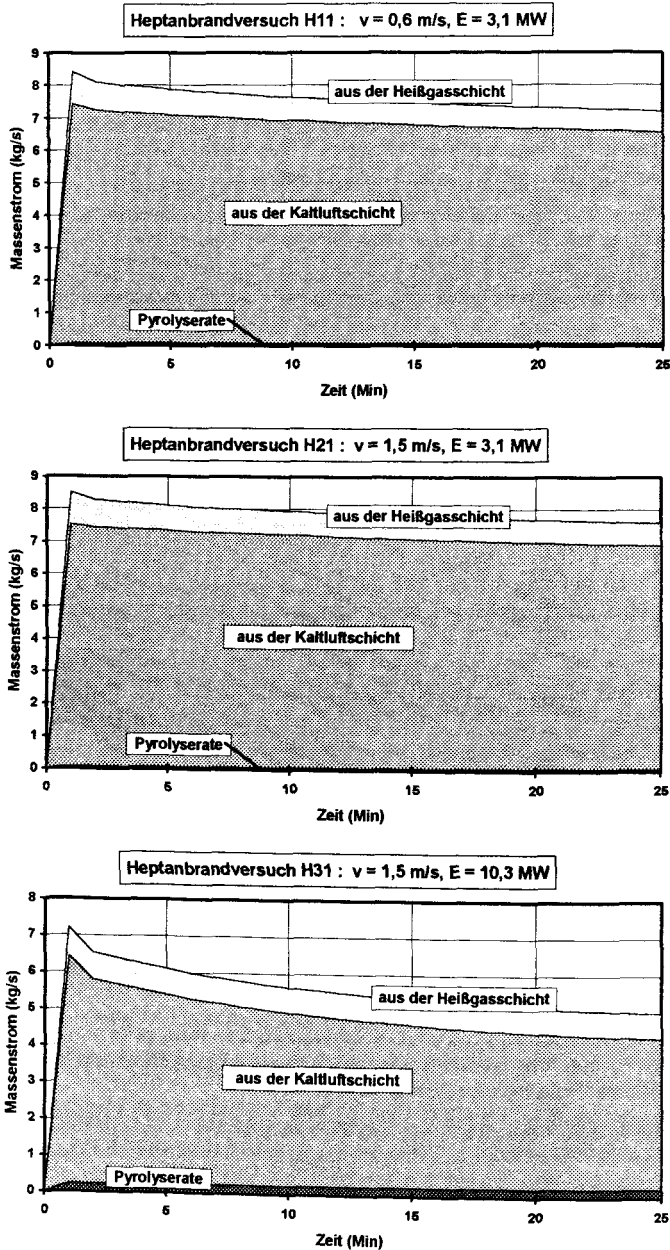 Heptanbrandversuch H11 : v = 0,6 m/s, E = 3,1 MW
Massenstrom (kg/s)
9
8
7
6
5
4
3
2
1
0
aus der Heißgasschicht
aus der Kaltluftschicht
Pyrolyserate
0 5 10 15 20 25
Zeit (Min)
Heptanbrandversuch H21 : v = 1,5 m/s, E = 3,1 MW
Massenstrom (kg/s)
9
8
7
6
5
4
3
2
1
0
aus der Heißgasschicht
aus der Kaltluftschicht
Pyrolyserate
0 5 10 15 20 25
Zeit (Min)
Heptanbrandversuch H31 : v = 1,5 m/s, E = 10,3 MW
Massenstrom (kg/s)
8
7
6
5
4
3
2
1
0
aus der Heißgasschicht
aus der Kaltluftschicht
Pyrolyserate
0 5 10 15 20 25
Zeit (Min)